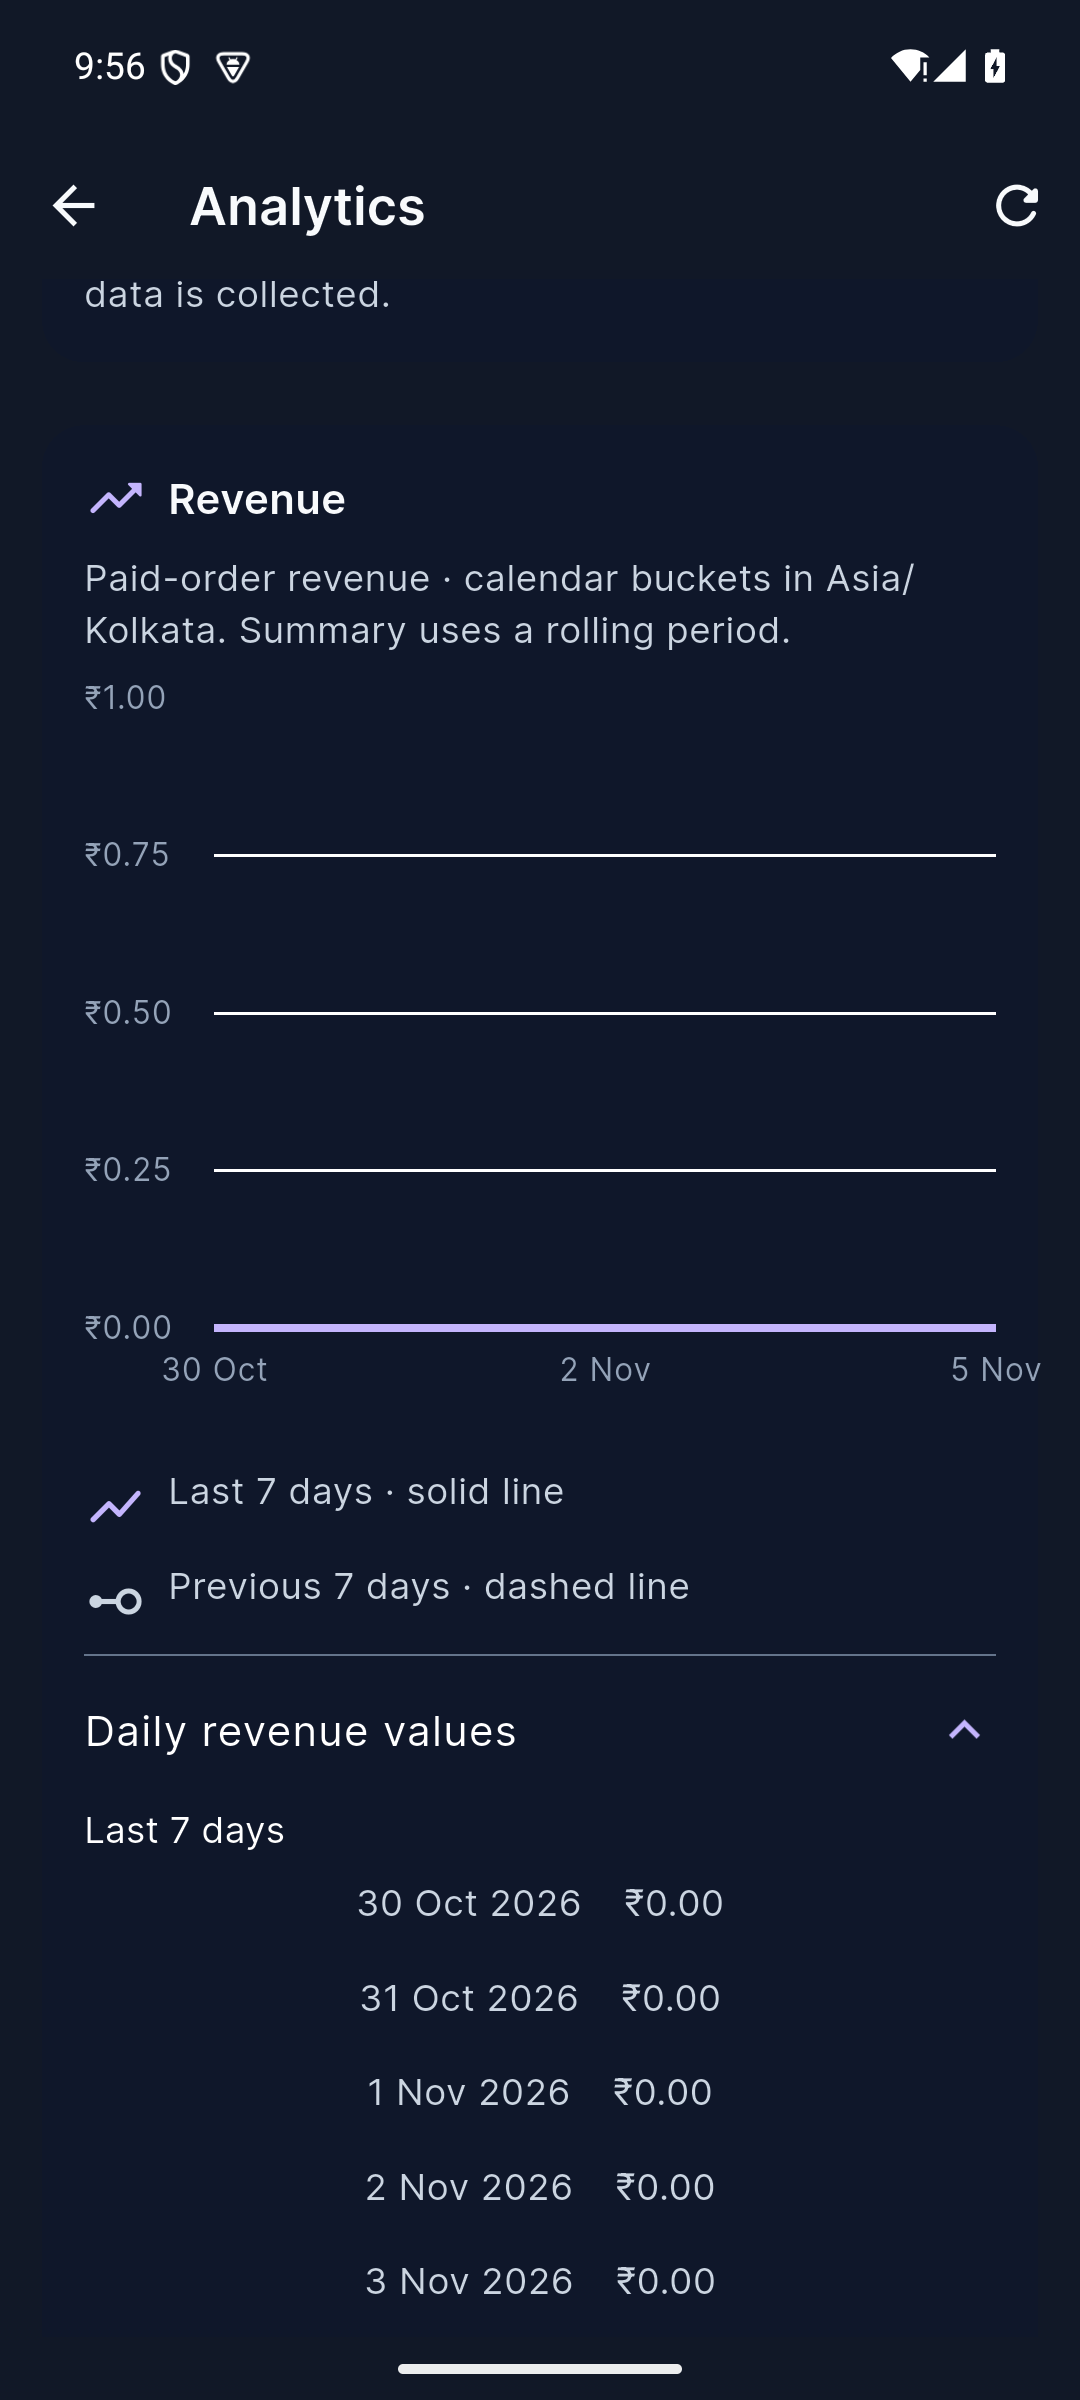 9:56
Analytics
data is collected.
Revenue
Paid-order revenue · calendar buckets in Asia/
Kolkata. Summary uses a rolling period.
₹1.00
₹0.75
₹0.50
₹0.25
₹0.00
30 Oct 2 Nov 5 Nov
Last 7 days · solid line
Previous 7 days · dashed line
Daily revenue values
Last 7 days
30 Oct 2026 ₹0.00
31 Oct 2026 ₹0.00
1 Nov 2026 ₹0.00
2 Nov 2026 ₹0.00
3 Nov 2026 ₹0.00